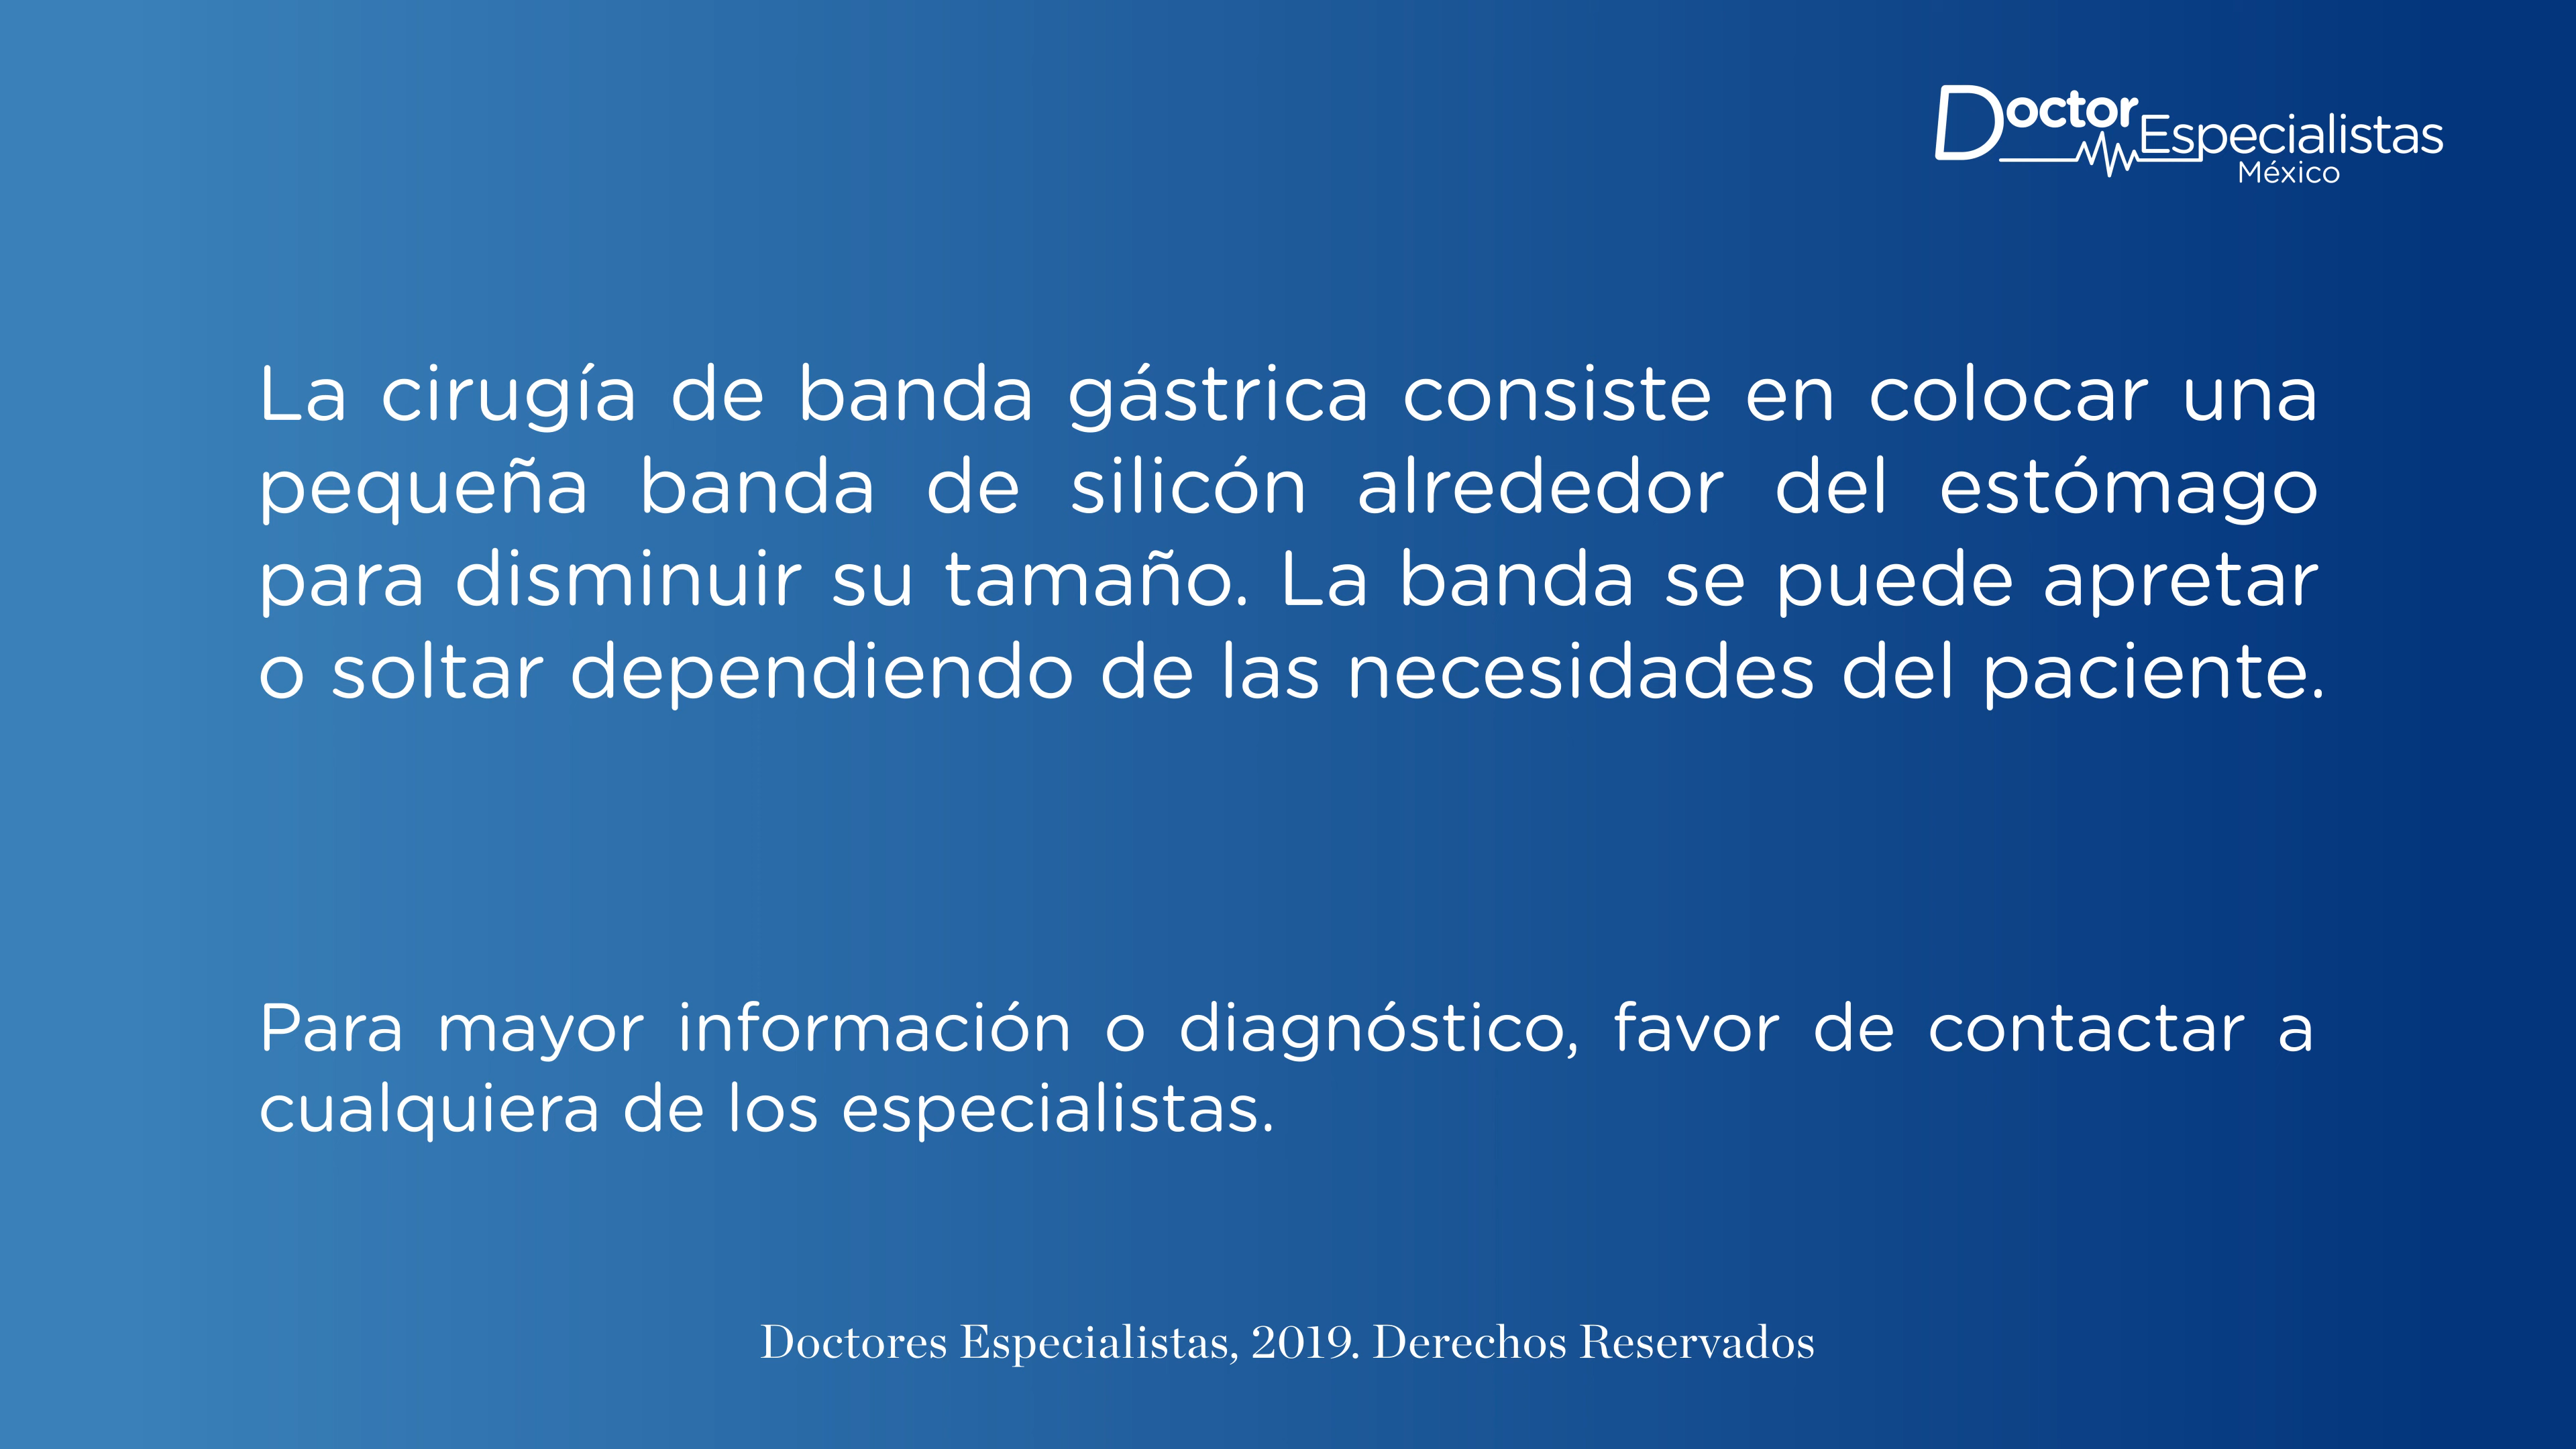 Doctor Especialistas
México
La cirugía de banda gástrica consiste en colocar una
pequeña banda de silicón alrededor del estómago
para disminuir su tamaño. La banda se puede apretar
o soltar dependiendo de las necesidades del paciente.
Para mayor información o diagnóstico, favor de contactar a
cualquiera de los especialistas.
Doctores Especialistas, 2019. Derechos Reservados